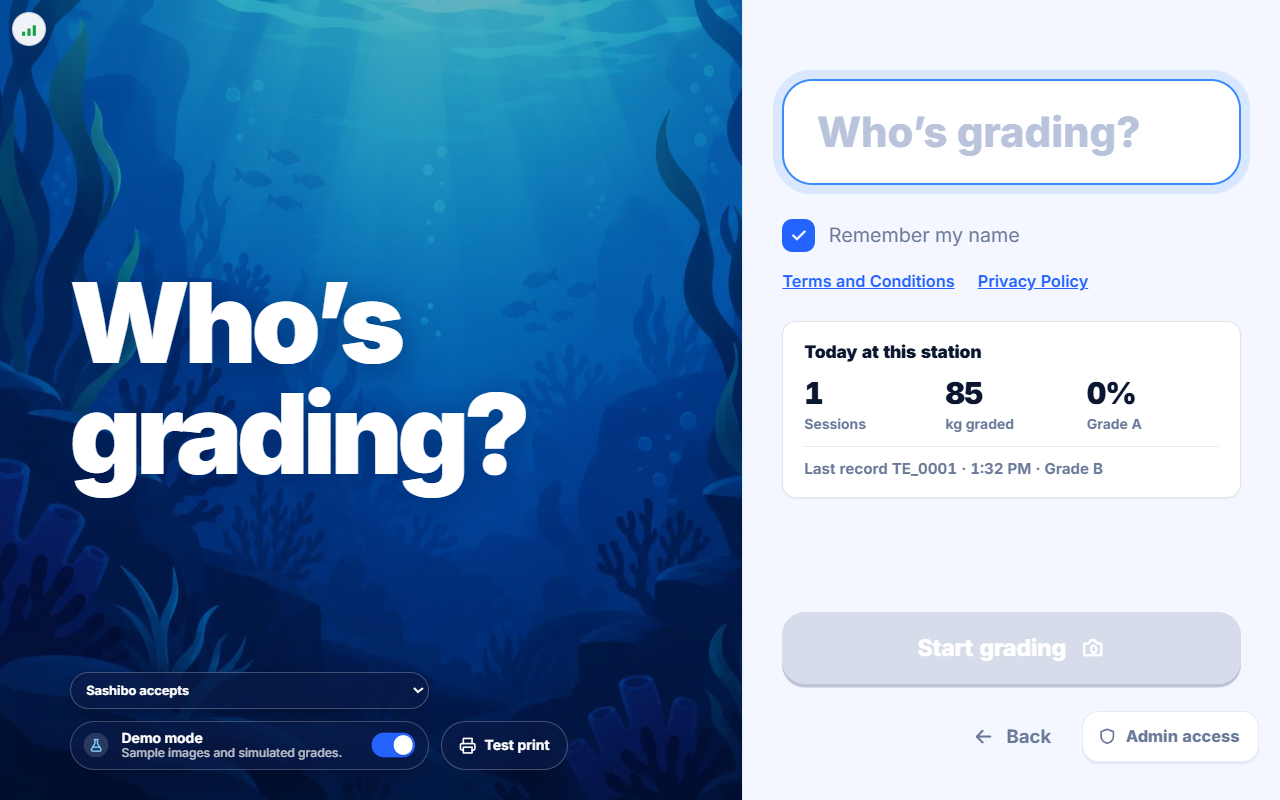 Who’s
grading?
Sashibo accepts
Demo mode
Sample images and simulated grades.
Test print
Who’s grading?
Remember my name
Terms and Conditions Privacy Policy
Today at this station
1 85 0%
Sessions kg graded Grade A
Last record TE_0001 · 1:32 PM · Grade B
Start grading
Back Admin access